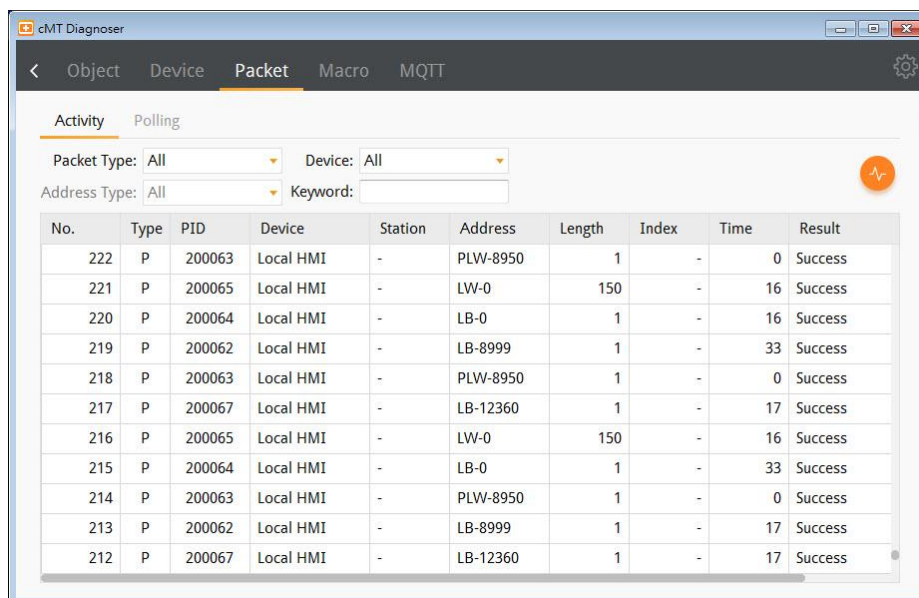 cMT Diagnoser
Object Device Packet Macro MQTT
Activity Polling
Packet Type: All Device: All
Address Type: All Keyword:
No. Type PID Device Station Address Length Index Time Result
222 P 200063 Local HMI - PLW-8950 1 - 0 Success
221 P 200065 Local HMI - LW-0 150 - 16 Success
220 P 200064 Local HMI - LB-0 1 - 16 Success
219 P 200062 Local HMI - LB-8999 1 - 33 Success
218 P 200063 Local HMI - PLW-8950 1 - 0 Success
217 P 200067 Local HMI - LB-12360 1 - 17 Success
216 P 200065 Local HMI - LW-0 150 - 16 Success
215 P 200064 Local HMI - LB-0 1 - 33 Success
214 P 200063 Local HMI - PLW-8950 1 - 0 Success
213 P 200062 Local HMI - LB-8999 1 - 17 Success
212 P 200067 Local HMI - LB-12360 1 - 17 Success